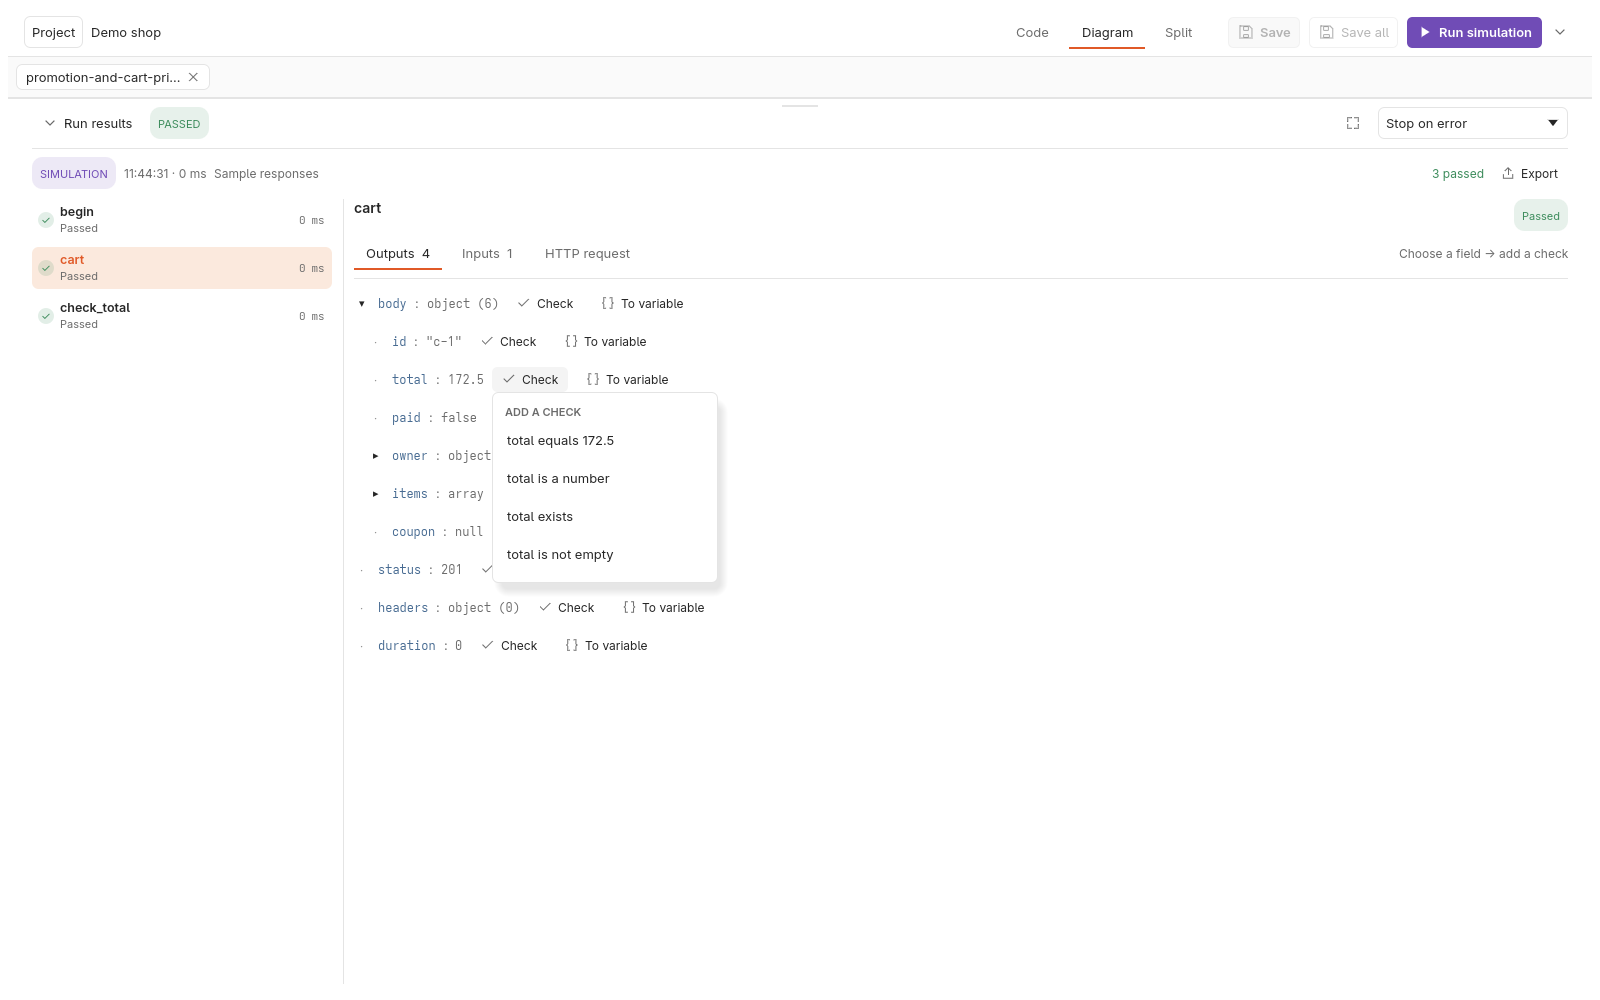 Project Demo shop Code Diagram Split Save Save all Run simulation
promotion-and-cart-pri...
Run results PASSED Stop on error
SIMULATION 11:44:31 · 0 ms Sample responses 3 passed Export
begin
Passed
0 ms
cart
Passed
0 ms
check_total
Passed
0 ms
cart
Passed
Outputs 4 Inputs 1 HTTP request Choose a field → add a check
body : object (6) Check {} To variable
id : "c-1" Check {} To variable
total : 172.5 Check {} To variable
paid : false
owner : object
items : array
coupon : null
status : 201
headers : object (0) Check {} To variable
duration : 0 Check {} To variable
ADD A CHECK
total equals 172.5
total is a number
total exists
total is not empty